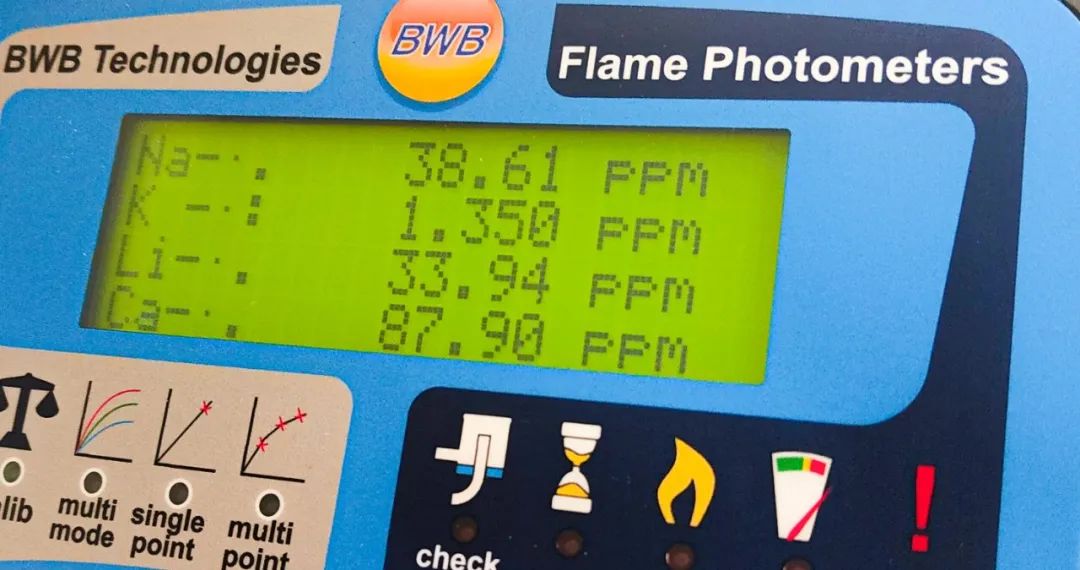 BWB Technologies
BWB
Flame Photometers
Na-·: 38.61 PPM
K -·: 1.350 PPM
Li-·: 33.94 PPM
Ca-·: 87.90 PPM
lib
multi
mode
single
point
multi
point
check